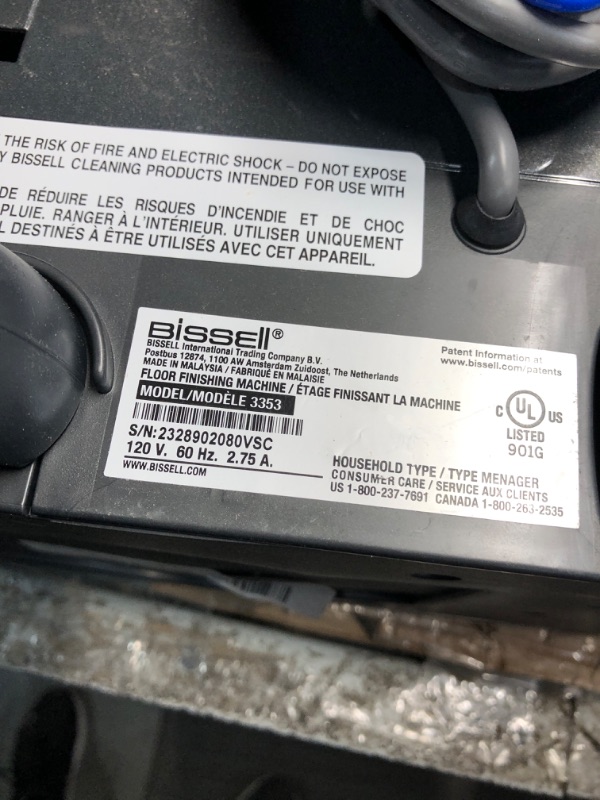 THE RISK OF FIRE AND ELECTRIC SHOCK – DO NOT EXPOSE
Y BISSELL CLEANING PRODUCTS INTENDED FOR USE WITH
DE RÉDUIRE LES RISQUES D'INCENDIE ET DE CHOC
PLUIE. RANGER À L'INTÉRIEUR. UTILISER UNIQUEMENT
L DESTINÉS À ÊTRE UTILISÉS AVEC CET APPAREIL.
BISSELL®
BISSELL International Trading Company B.V.
Postbus 12874, 1100 AW Amsterdam Zuidoost, The Netherlands
MADE IN MALAYSIA / FABRIQUÉ EN MALAISIE
FLOOR FINISHING MACHINE / ÉTAGE FINISSANT LA MACHINE
MODEL/MODÈLE 3353
S/N:2328902080VSC
120 V. 60 Hz. 2.75 A.
WWW.BISSELL.COM
Patent Information at
www.bissell.com/patents
C UL US
LISTED
901G
HOUSEHOLD TYPE / TYPE MENAGER
CONSUMER CARE / SERVICE AUX CLIENTS
US 1-800-237-7691 CANADA 1-800-263-2535